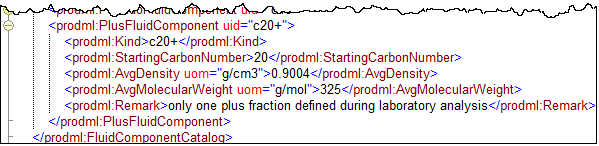 <prodml:PlusFluidComponent uid="c20+">
<prodml:Kind>c20+</prodml:Kind>
<prodml:StartingCarbonNumber>20</prodml:StartingCarbonNumber>
<prodml:AvgDensity uom="g/cm3">0.9004</prodml:AvgDensity>
<prodml:AvgMolecularWeight uom="g/mol">325</prodml:AvgMolecularWeight>
<prodml:Remark>only one plus fraction defined during laboratory analysis</prodml:Remark>
</prodml:PlusFluidComponent>
</prodml:FluidComponentCatalog>